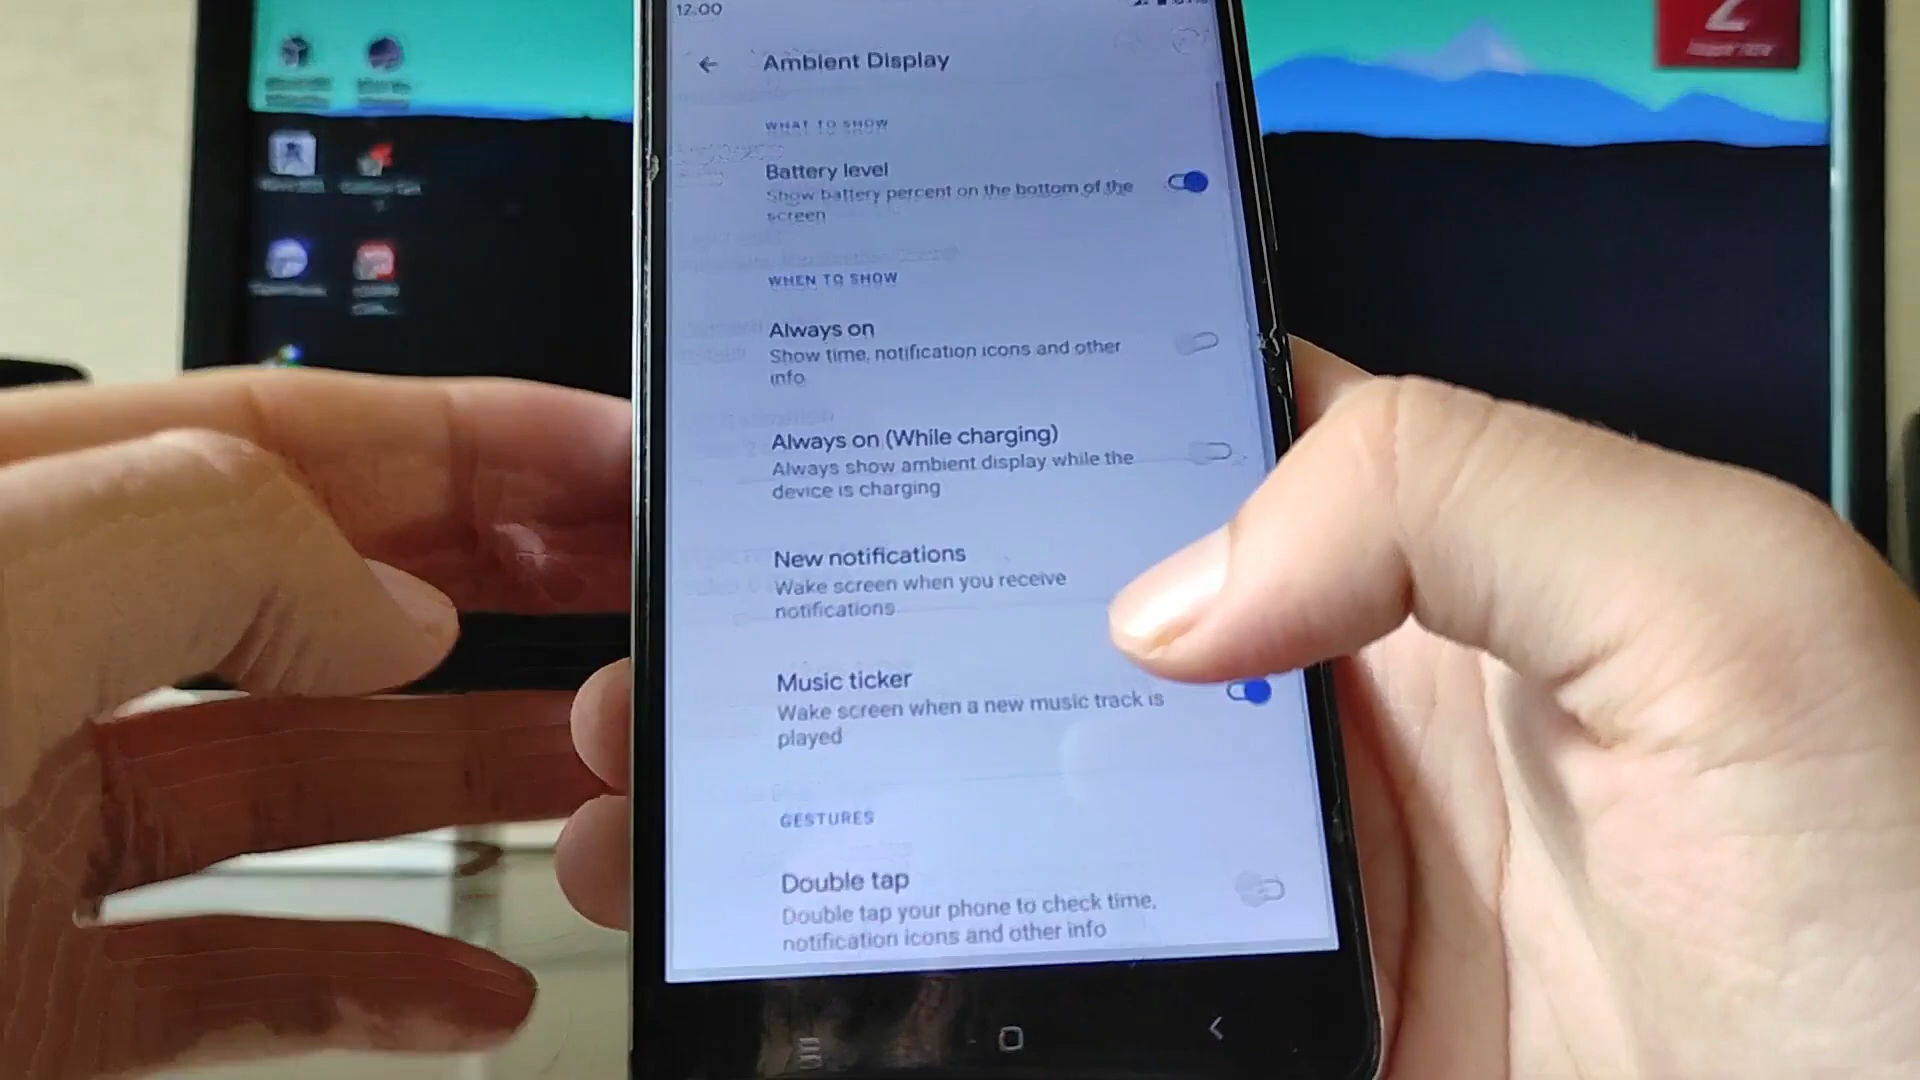 12.00
Ambient Display
WHAT TO SHOW
Battery level
Show battery percent on the bottom of the
screen
WHEN TO SHOW
Always on
Show time, notification icons and other
info
Always on (While charging)
Always show ambient display while the
device is charging
New notifications
Wake screen when you receive
notifications
Music ticker
Wake screen when a new music track is
played
GESTURES
Double tap
Double tap your phone to check time,
notification icons and other info